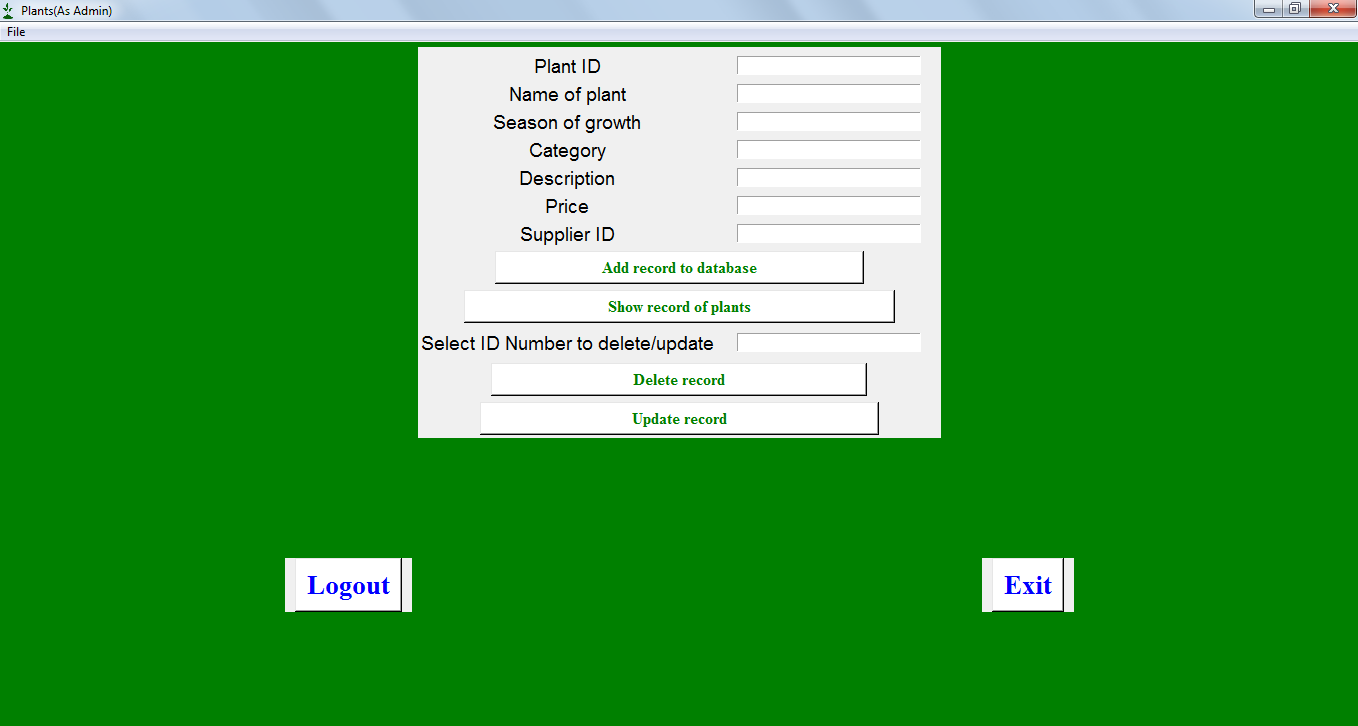 Plants(As Admin)
File
Plant ID
Name of plant
Season of growth
Category
Description
Price
Supplier ID
Add record to database
Show record of plants
Select ID Number to delete/update
Delete record
Update record
Logout
Exit